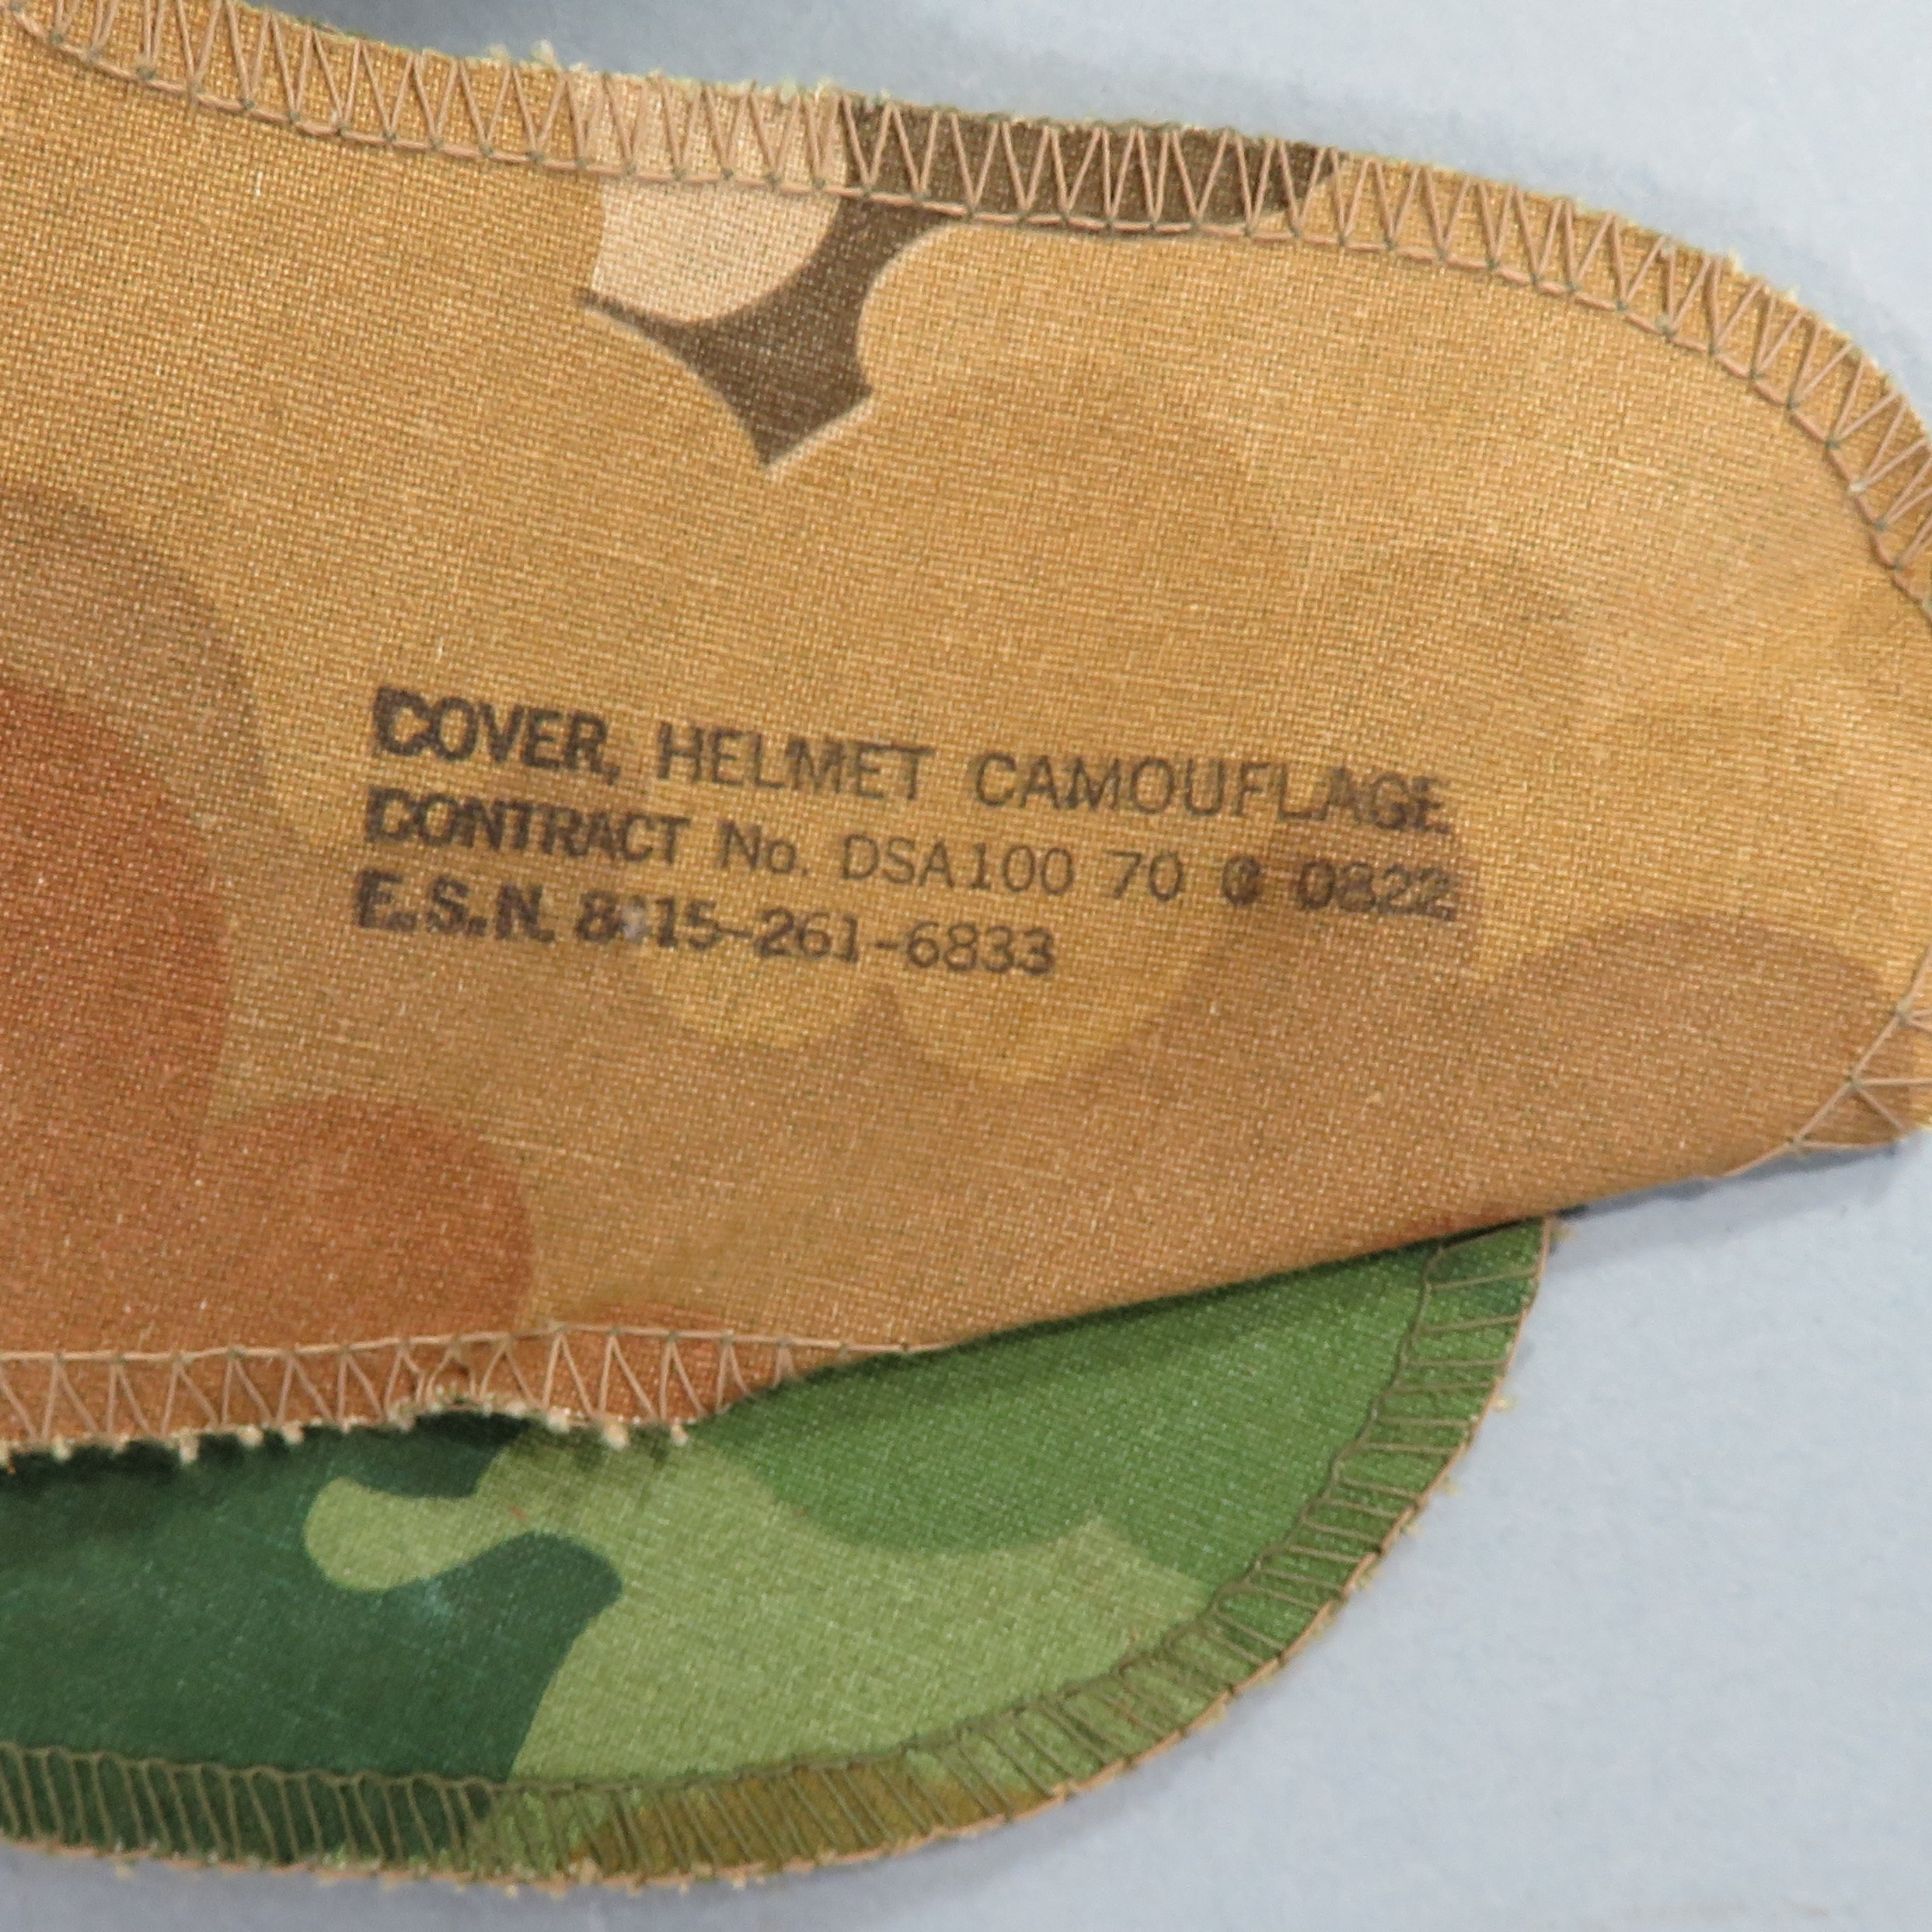 COVER, HELMET CAMOUFLAGE
CONTRACT No. DSA100 70 C 0822
F.S.N. 8415-261-6833